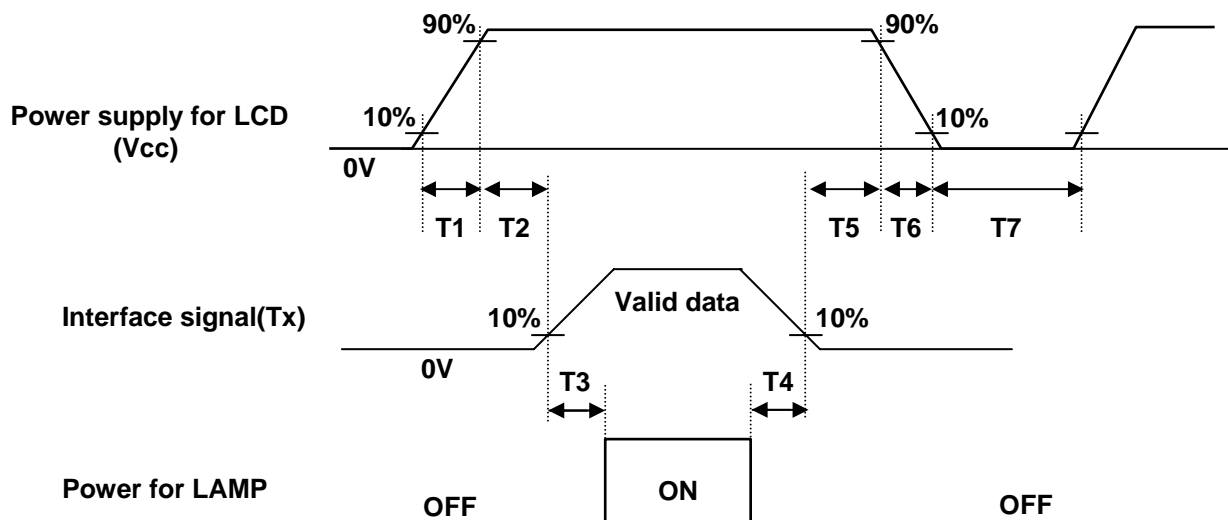 90%
90%
Power supply for LCD
(Vcc)
10%
10%
0V
T1
T2
T5
T6
T7
Interface signal(Tx)
Valid data
10%
10%
0V
T3
T4
Power for LAMP
OFF
ON
OFF